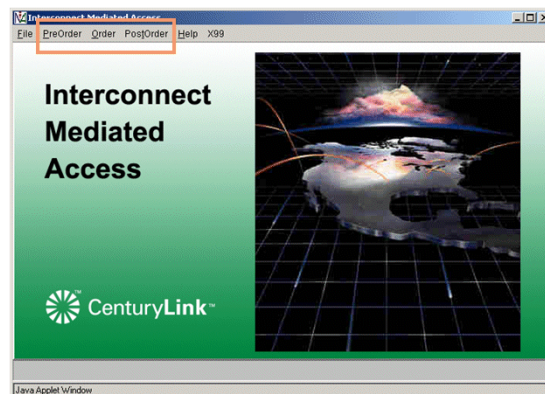 Interconnect Mediated Access
File PreOrder Order PostOrder Help X99
Interconnect
Mediated
Access
CenturyLink™
Java Applet Window